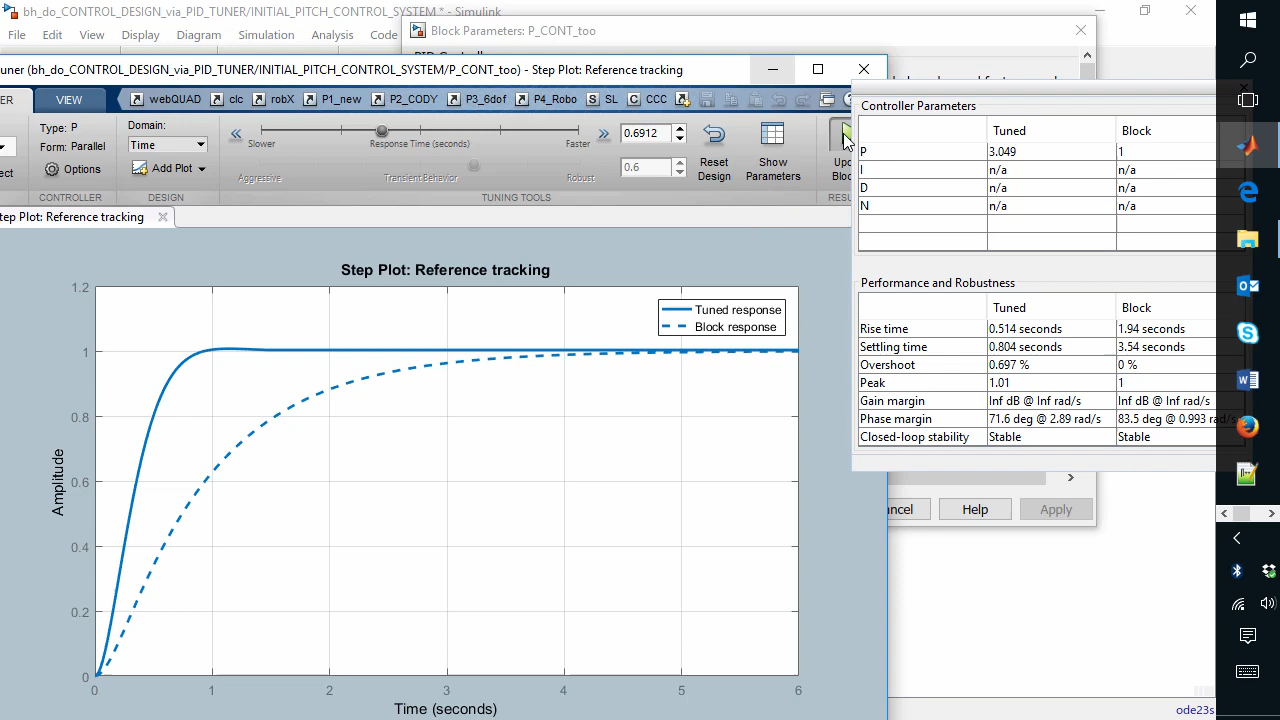 bh_do_CONTROL_DESIGN_via_PID_TUNER/INITIAL_PITCH_CONTROL_SYSTEM * - Simulink
File Edit View Display Diagram Simulation Analysis Code
Block Parameters: P_CONT_too
uner (bh_do_CONTROL_DESIGN_via_PID_TUNER/INITIAL_PITCH_CONTROL_SYSTEM/P_CONT_too) - Step Plot: Reference tracking
ER VIEW webQUAD clc robX P1_new P2_CODY P3_6dof P4_Robo SL CCC
Type: P
Form: Parallel
Options
CONTROLLER
Domain:
Time
Add Plot
DESIGN
Slower Response Time (seconds) Faster
0.6912
Aggressive Transient Behavior Robust
0.6
Reset
Design
Show
Parameters
TUNING TOOLS
Upd
Bloc
RESU
ect
tep Plot: Reference tracking
Controller Parameters
Tuned Block
P 3.049 1
I n/a n/a
D n/a n/a
N n/a n/a
Performance and Robustness
Tuned Block
Rise time 0.514 seconds 1.94 seconds
Settling time 0.804 seconds 3.54 seconds
Overshoot 0.697 % 0 %
Peak 1.01 1
Gain margin Inf dB @ Inf rad/s Inf dB @ Inf rad/s
Phase margin 71.6 deg @ 2.89 rad/s 83.5 deg @ 0.993 rad/s
Closed-loop stability Stable Stable
ancel Help Apply
Step Plot: Reference tracking
Tuned response
Block response
Amplitude
1.2
1
0.8
0.6
0.4
0.2
0
0 1 2 3 4 5 6
Time (seconds)
ode23s